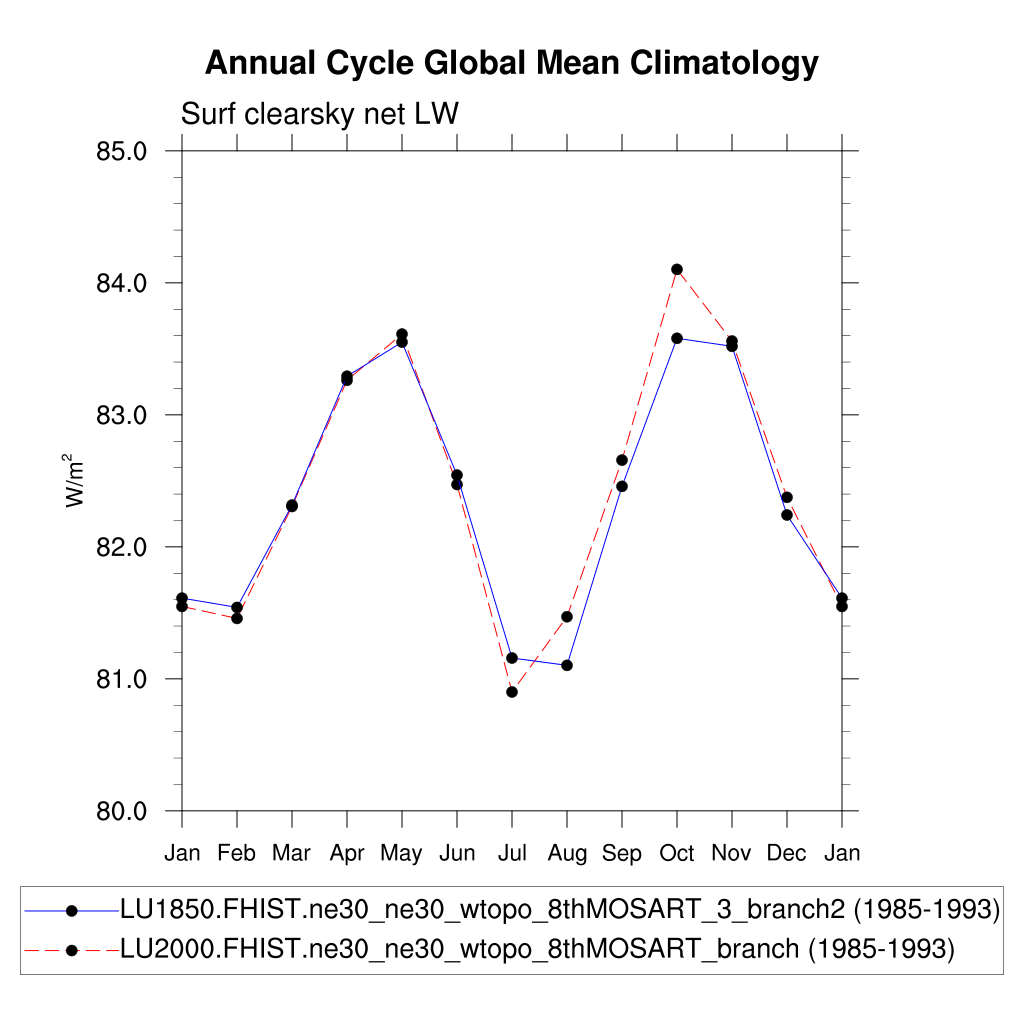 Annual Cycle Global Mean Climatology
Surf clearsky net LW
85.0
84.0
83.0
82.0
81.0
80.0
W/m²
Jan Feb Mar Apr May Jun Jul Aug Sep Oct Nov Dec Jan
LU1850.FHIST.ne30_ne30_wtopo_8thMOSART_3_branch2 (1985-1993)
LU2000.FHIST.ne30_ne30_wtopo_8thMOSART_branch (1985-1993)